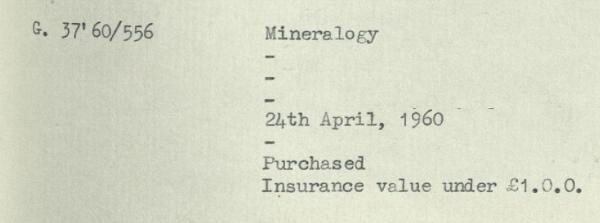 G. 37'60/556 Mineralogy
-
-
-
24th April, 1960
-
Purchased
Insurance value under £1.0.0.